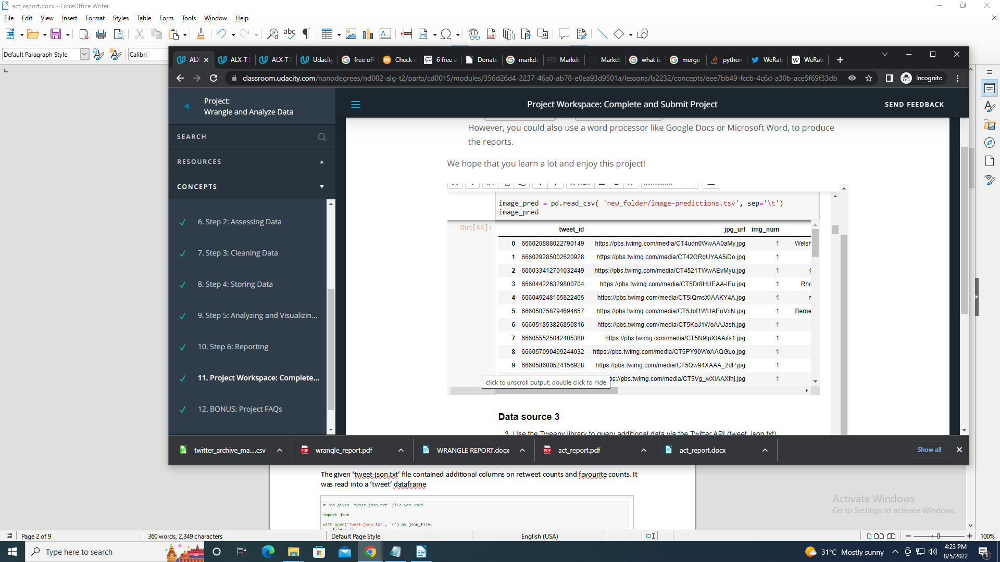 act_report.docx - LibreOffice Writer
File Edit View Insert Format Styles Table Form Tools Window Help
Default Paragraph Style
Calibri
ALX
ALX-T
ALX-T
Udacity
free off
Check
6 free a
Donate
markdo
Markdo
Markdo
what is
merge
python
WeRate
WeRate
classroom.udacity.com/nanodegrees/nd002-alg-t2/parts/cd0015/modules/356d26d4-2237-46a0-ab78-e0ea93d9501a/lessons/ls2232/concepts/eee7bb49-fccb-4c6d-a30b-ace5f69f33db
Incognito
Project:
Wrangle and Analyze Data
Project Workspace: Complete and Submit Project
SEND FEEDBACK
SEARCH
RESOURCES
CONCEPTS
6. Step 2: Assessing Data
7. Step 3: Cleaning Data
8. Step 4: Storing Data
9. Step 5: Analyzing and Visualizin...
10. Step 6: Reporting
11. Project Workspace: Complete...
12. BONUS: Project FAQs
However, you could also use a word processor like Google Docs or Microsoft Word, to produce
the reports.
We hope that you learn a lot and enjoy this project!
image_pred = pd.read_csv( 'new_folder/image-predictions.tsv', sep='\t')
image_pred
Out[44]:
tweet_id jpg_url img_num
0 666020888022790149 https://pbs.twimg.com/media/CT4udn0WwAA0aMy.jpg 1 Welsh
1 666029285002620928 https://pbs.twimg.com/media/CT42GRgUYAA5iDo.jpg 1
2 666033412701032449 https://pbs.twimg.com/media/CT4521TWwAEvMyu.jpg 1
3 666044226329800704 https://pbs.twimg.com/media/CT5Dr8HUEAA-lEu.jpg 1 Rho
4 666049248165822465 https://pbs.twimg.com/media/CT5IQmsXIAAKY4A.jpg 1
5 666050758794694657 https://pbs.twimg.com/media/CT5Jof1WUAEuVxN.jpg 1 Berne
6 666051853826850816 https://pbs.twimg.com/media/CT5KoJ1WoAAJash.jpg 1
7 666055525042405380 https://pbs.twimg.com/media/CT5N9tpXIAAifs1.jpg 1
8 666057090499244032 https://pbs.twimg.com/media/CT5PY90WoAAQGLo.jpg 1
9 666058600524156928 https://pbs.twimg.com/media/CT5Qw94XAAA_2dP.jpg 1
ps://pbs.twimg.com/media/CT5Vg_wXIAAXfnj.jpg 1
click to unscroll output; double click to hide
Data source 3
3. Use the Tweepy library to query additional data via the Twitter API (tweet_json.txt)
twitter_archive_ma....csv
wrangle_report.pdf
WRANGLE REPORT.docx
act_report.pdf
act_report.docx
Show all
The given ‘tweet-json.txt’ file contained additional columns on retweet counts and favourite counts. It
was read into a ‘tweet’ dataframe
# The given 'tweet-json.txt' file was used
import json
with open("tweet-json.txt", 'r') as json_file:
file = []
Activate Windows
Go to Settings to activate Windows.
Page 2 of 9
360 words, 2,349 characters
Default Page Style
English (USA)
100%
Type here to search
31°C Mostly sunny
4:23 PM
8/5/2022
1